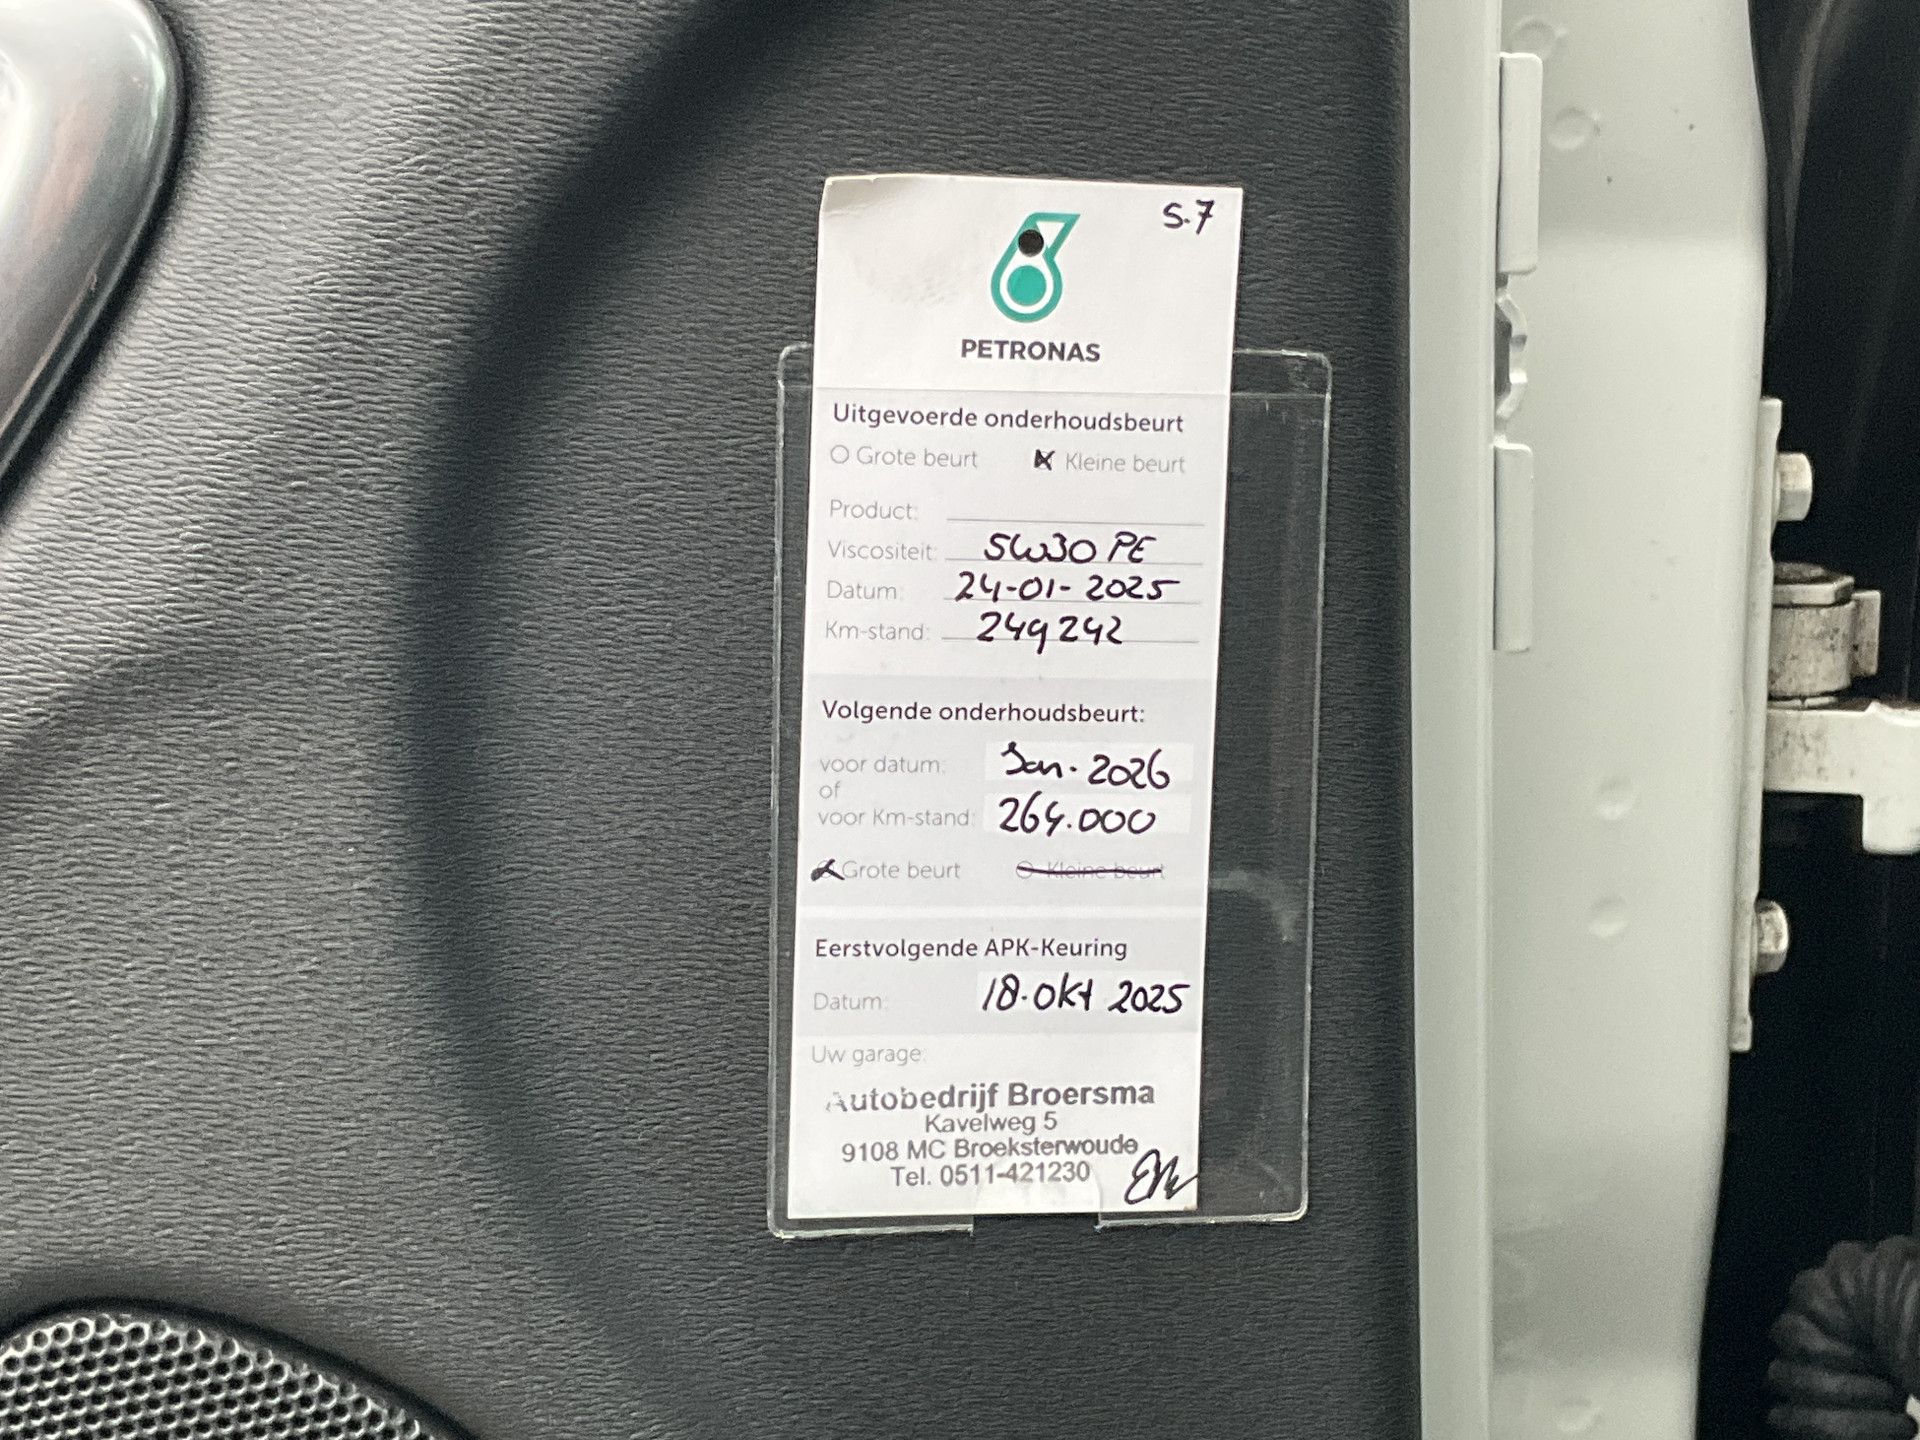 5.7
PETRONAS
Uitgevoerde onderhoudsbeurt
Grote beurt Kleine beurt
Product:
Viscositeit: 5W30 PE
Datum: 24-01-2025
Km-stand: 249242
Volgende onderhoudsbeurt:
voor datum: Jan. 2026
of
voor Km-stand: 264.000
Grote beurt Kleine beurt
Eerstvolgende APK-Keuring
Datum: 18. Okt 2025
Uw garage:
Autobedrijf Broersma
Kavelweg 5
9108 MC Broeksterwoude
Tel. 0511-421230